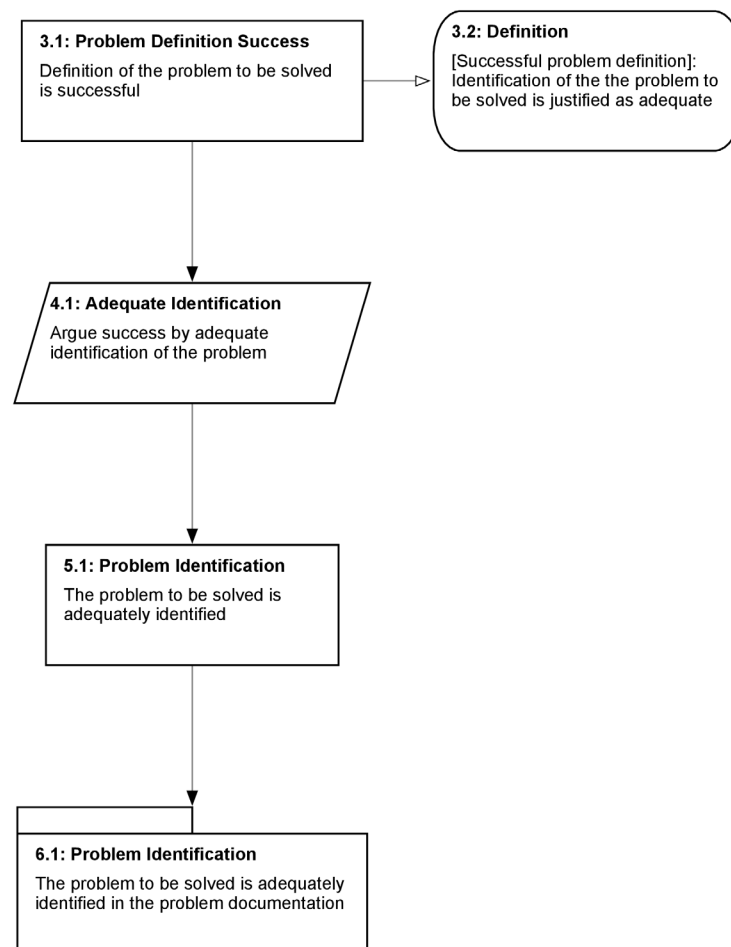 3.1: Problem Definition Success
Definition of the problem to be solved
is successful
3.2: Definition
[Successful problem definition]:
Identification of the the problem to
be solved is justified as adequate
4.1: Adequate Identification
Argue success by adequate
identification of the problem
5.1: Problem Identification
The problem to be solved is
adequately identified
6.1: Problem Identification
The problem to be solved is adequately
identified in the problem documentation